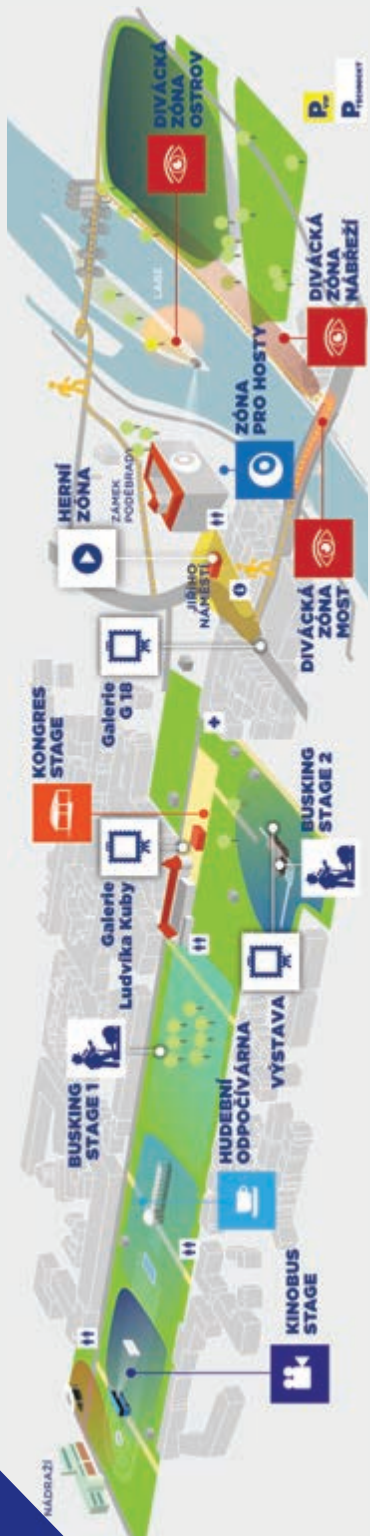 NÁDRAŽÍ
KINOBUS
STAGE
HUDEBNÍ
ODPOČÍVÁRNA
BUSKING
STAGE 1
VÝSTAVA
BUSKING
STAGE 2
Galerie
Ludvíka Kuby
KONGRES
STAGE
Galerie
G 18
HERNÍ
ZÓNA
ZÁMEK
PODĚBRADY
JIŘÍHO
NÁMĚSTÍ
ZÓNA
PRO HOSTY
DIVÁCKÁ
ZÓNA
MOST
DIVÁCKÁ
ZÓNA
NÁBŘEŽÍ
DIVÁCKÁ
ZÓNA
OSTROV
LABE
P VIP
P TECHNICKÝ